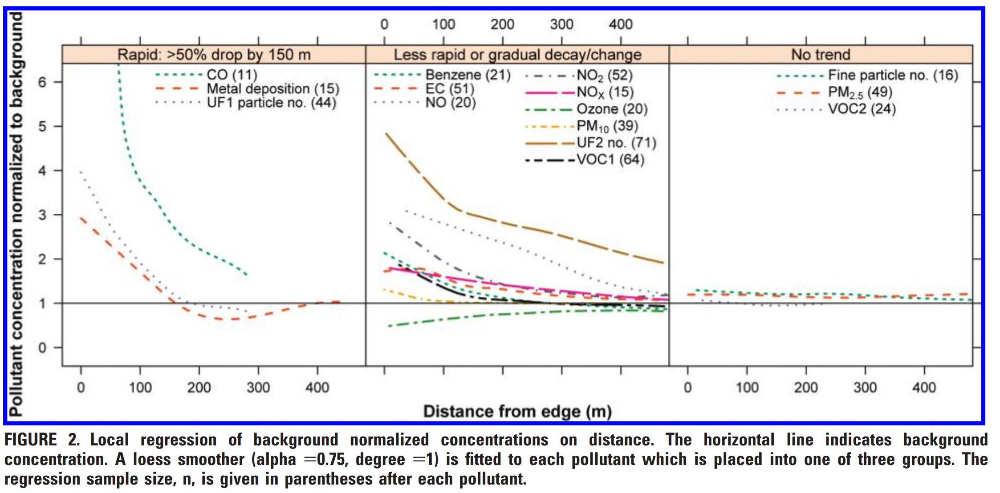 Pollutant concentration normalized to background
0 100 200 300 400
Rapid: >50% drop by 150 m
Less rapid or gradual decay/change
No trend
6
5
4
3
2
1
0
CO (11)
Metal deposition (15)
UF1 particle no. (44)
Benzene (21)
EC (51)
NO (20)
NO₂ (52)
NOₓ (15)
Ozone (20)
PM₁₀ (39)
UF2 no. (71)
VOC1 (64)
Fine particle no. (16)
PM₂.₅ (49)
VOC2 (24)
0 100 200 300 400
0 100 200 300 400
Distance from edge (m)
FIGURE 2. Local regression of background normalized concentrations on distance. The horizontal line indicates background
concentration. A loess smoother (alpha =0.75, degree =1) is fitted to each pollutant which is placed into one of three groups. The
regression sample size, n, is given in parentheses after each pollutant.